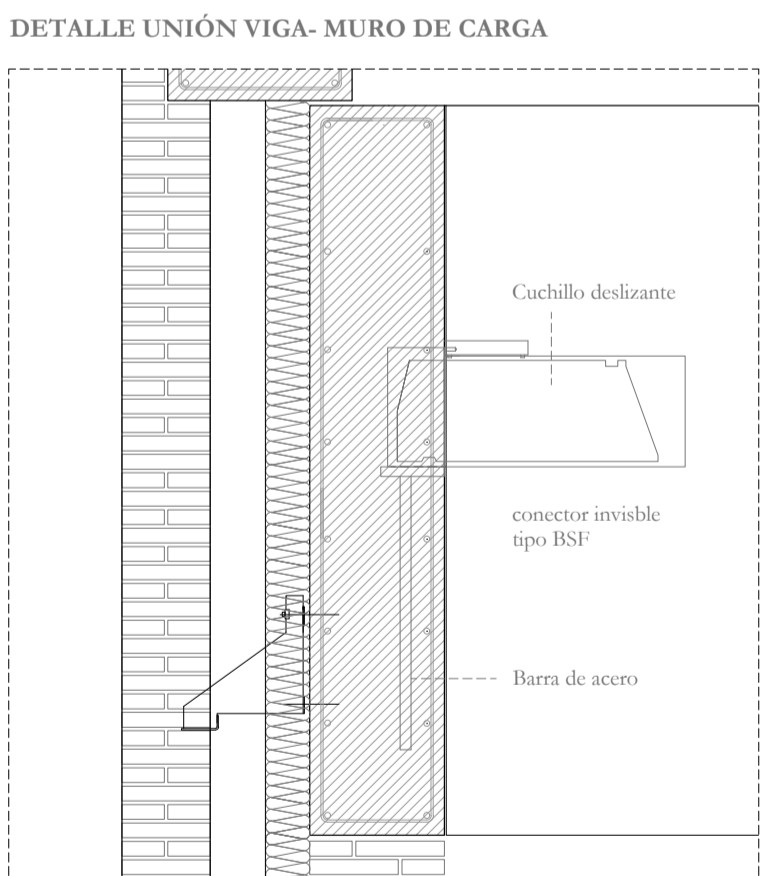 DETALLE UNIÓN VIGA- MURO DE CARGA
Cuchillo deslizante
conector invisble
tipo BSF
Barra de acero